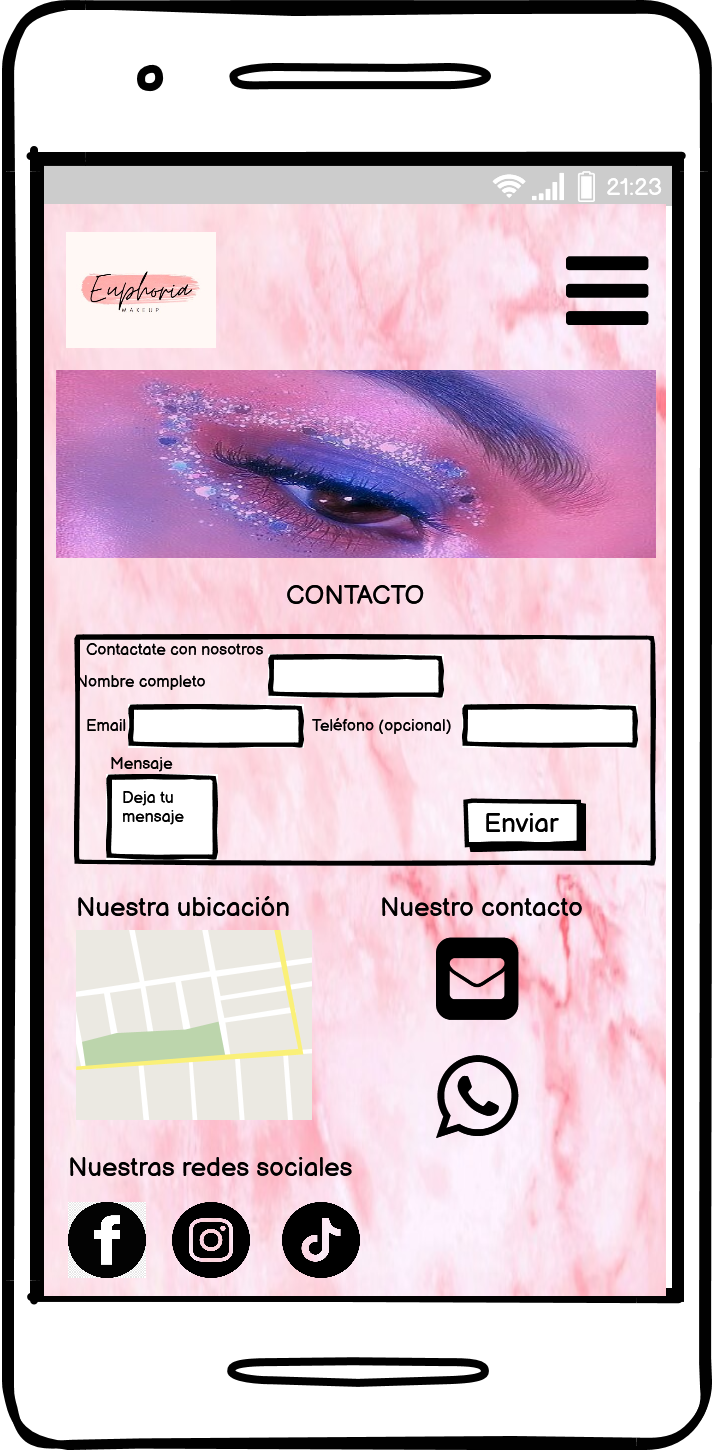 21:23
Euphoria
MAKEUP
CONTACTO
Contactate con nosotros
Nombre completo
Email
Teléfono (opcional)
Mensaje
Deja tu
mensaje
Enviar
Nuestra ubicación
Nuestro contacto
Nuestras redes sociales